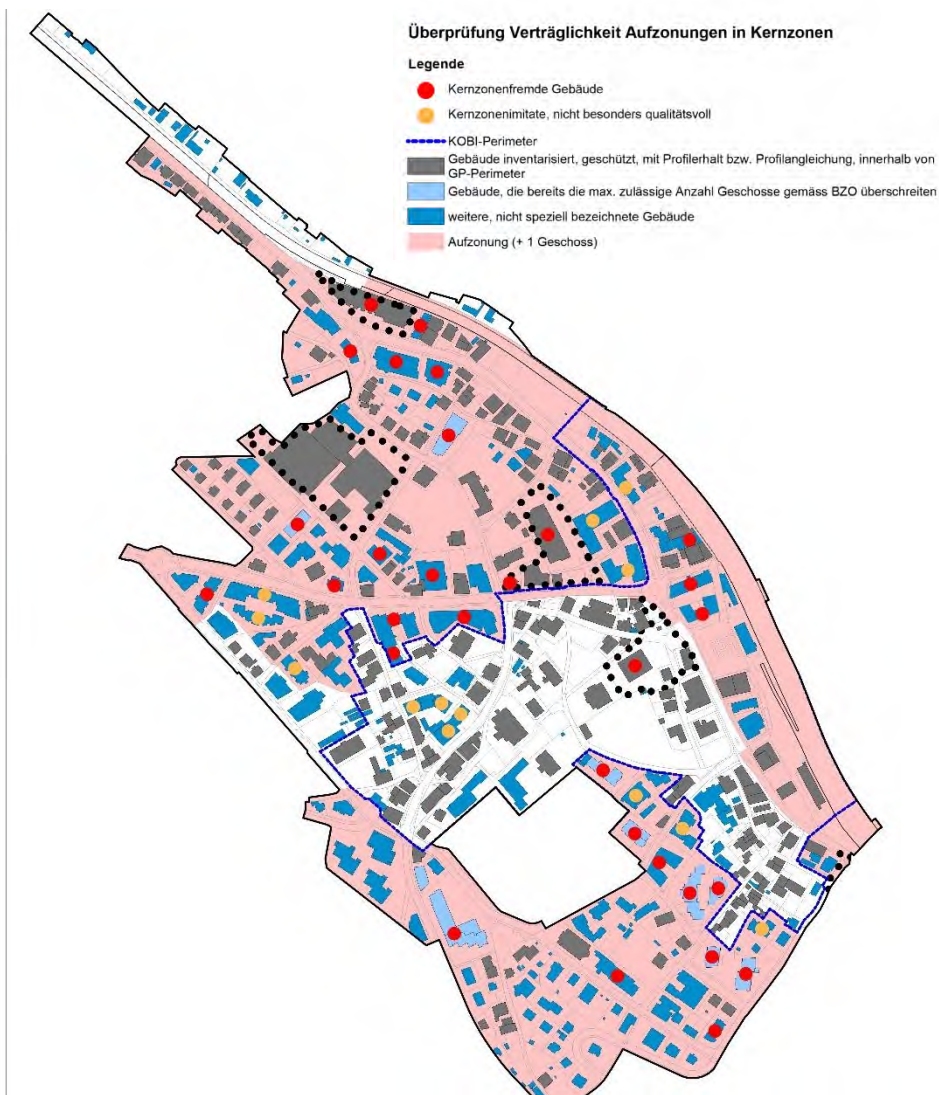 Überprüfung Verträglichkeit Aufzonungen in Kernzonen
Legende
Kernzonenfremde Gebäude
Kernzonenimitate, nicht besonders qualitätsvoll
KOBI-Perimeter
Gebäude inventarisiert, geschützt, mit Profilerhalt bzw. Profilangleichung, innerhalb von
GP-Perimeter
Gebäude, die bereits die max. zulässige Anzahl Geschosse gemäss BZO überschreiten
weitere, nicht speziell bezeichnete Gebäude
Aufzonung (+ 1 Geschoss)